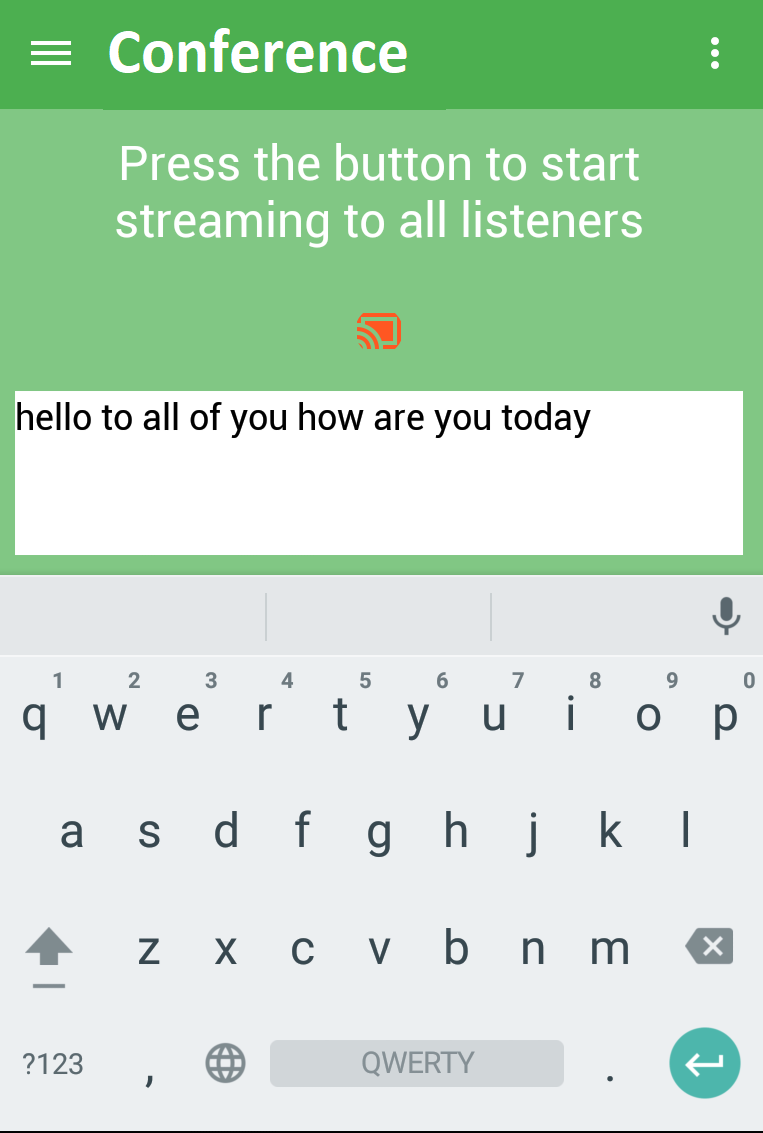 Conference
Press the button to start
streaming to all listeners
hello to all of you how are you today
1 2 3 4 5 6 7 8 9 0
q w e r t y u i o p
a s d f g h j k l
z x c v b n m
?123 , QWERTY .